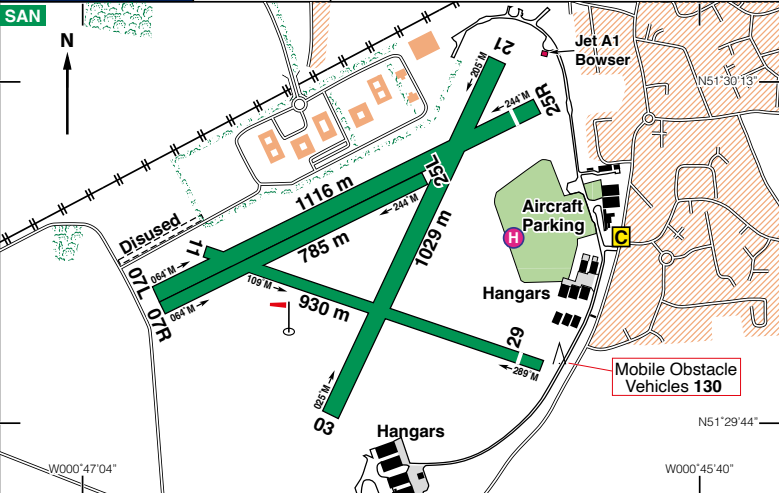 SAN
N
21
205°M
Jet A1
Bowser
N51°30'13"
244°M
25R
25L
1116 m
244°M
Aircraft
Parking
H
C
Disused
11
785 m
1029 m
064°M
07L
07R
064°M
109°M
930 m
Hangars
29
289°M
Mobile Obstacle
Vehicles 130
025°M
03
N51°29'44"
Hangars
W000°47'04"
W000°45'40"